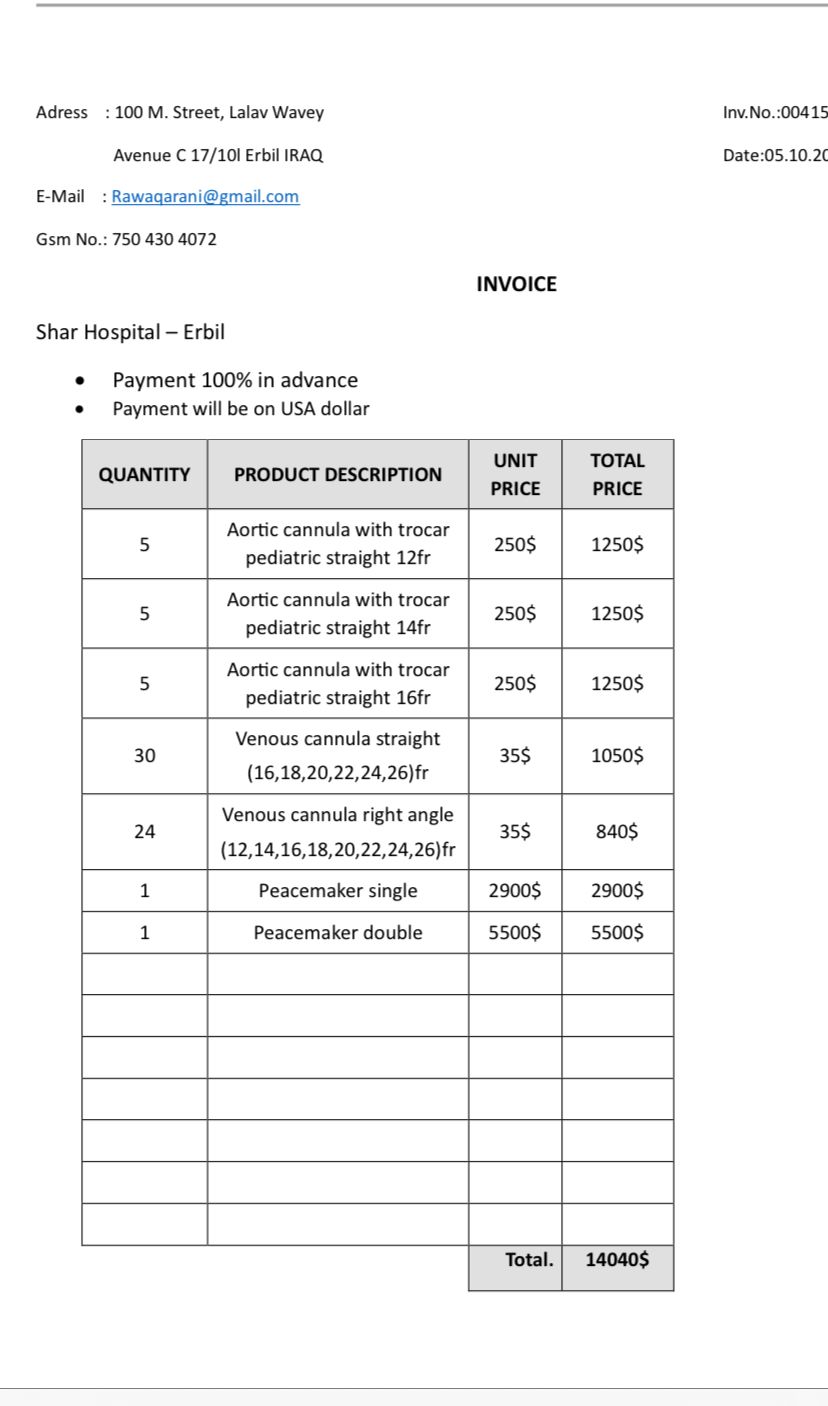 Adress : 100 M. Street, Lalav Wavey
Inv.No.:00415
Avenue C 17/10l Erbil IRAQ
Date:05.10.20
E-Mail : Rawaqarani@gmail.com
Gsm No.: 750 430 4072
INVOICE
Shar Hospital – Erbil
• Payment 100% in advance
• Payment will be on USA dollar
QUANTITY PRODUCT DESCRIPTION UNIT PRICE TOTAL PRICE
5 Aortic cannula with trocar pediatric straight 12fr 250$ 1250$
5 Aortic cannula with trocar pediatric straight 14fr 250$ 1250$
5 Aortic cannula with trocar pediatric straight 16fr 250$ 1250$
30 Venous cannula straight (16,18,20,22,24,26)fr 35$ 1050$
24 Venous cannula right angle (12,14,16,18,20,22,24,26)fr 35$ 840$
1 Peacemaker single 2900$ 2900$
1 Peacemaker double 5500$ 5500$
Total. 14040$